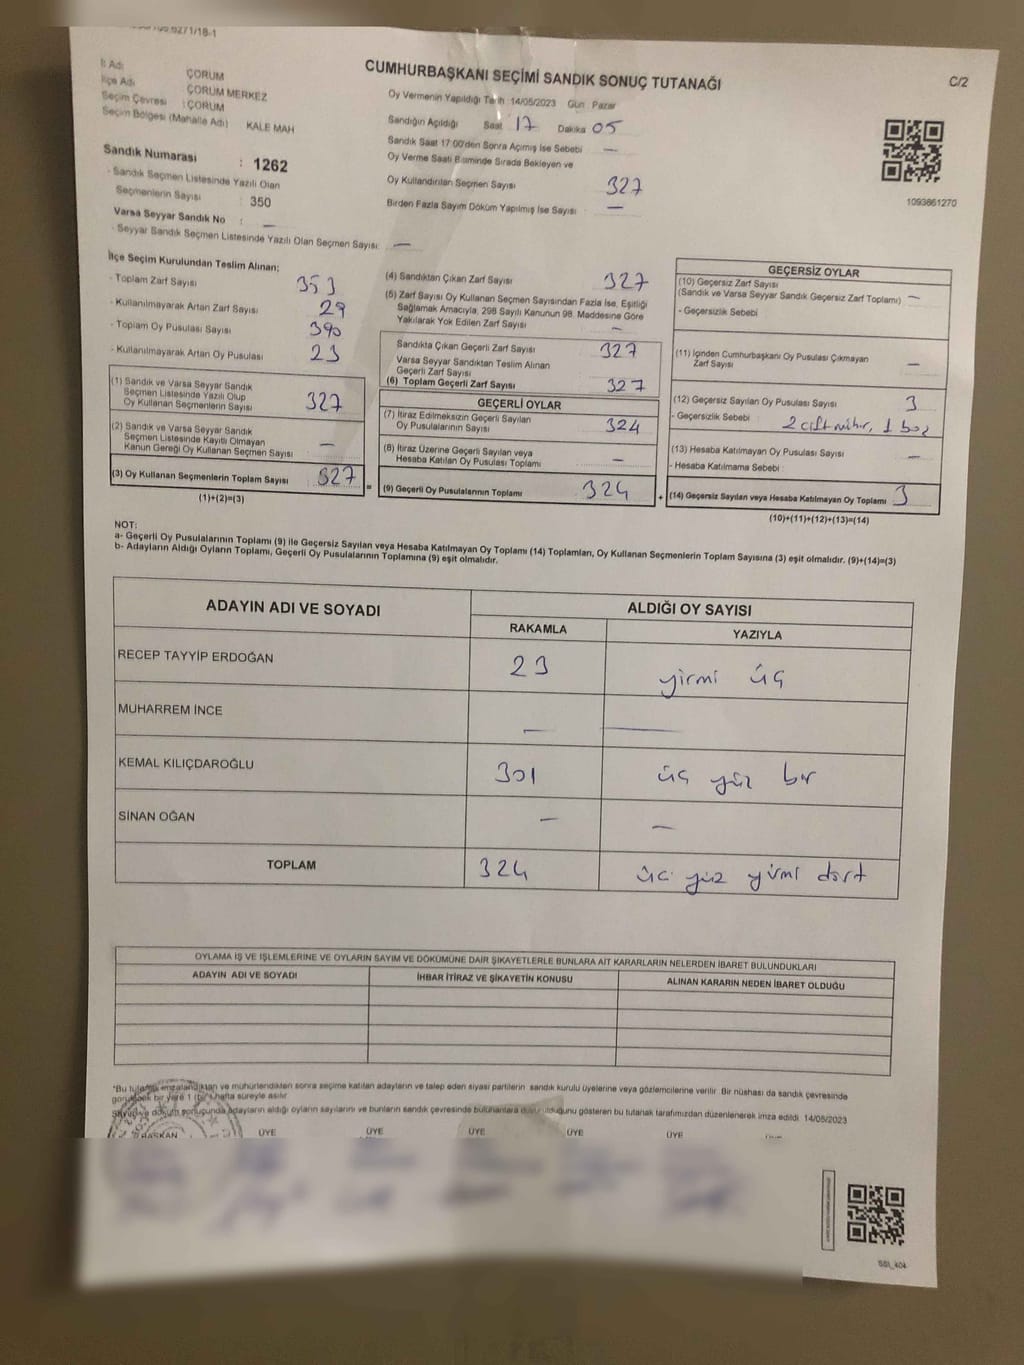 6271/18-1
İl Adı
ÇORUM
İlçe Adı
ÇORUM MERKEZ
Seçim Çevresi : ÇORUM
Seçim Bölgesi (Mahalle Adı) KALE MAH
CUMHURBAŞKANI SEÇİMİ SANDIK SONUÇ TUTANAĞI
C/2
Oy Vermenin Yapıldığı Tarih 14/05/2023 Gün Pazar
Sandığın Açıldığı Saat 17 Dakika 05
Sandık Saat 17:00'den Sonra Açımış İse Sebebi —
Oy Verme Saati Bitiminde Sırada Bekleyen ve
Oy Kullandırılan Seçmen Sayısı 327
Birden Fazla Sayım Döküm Yapılmış İse Sayısı —
1093861270
Sandık Numarası : 1262
- Sandık Seçmen Listesinde Yazılı Olan
Seçmenlerin Sayısı : 350
Varsa Seyyar Sandık No : —
- Seyyar Sandık Seçmen Listesinde Yazılı Olan Seçmen Sayısı: —
İlçe Seçim Kurulundan Teslim Alınan;
- Toplam Zarf Sayısı 353
- Kullanılmayarak Artan Zarf Sayısı 29
- Toplam Oy Pusulası Sayısı 390
- Kullanılmayarak Artan Oy Pusulası 23
(1) Sandık ve Varsa Seyyar Sandık
Seçmen Listesinde Yazılı Olup
Oy Kullanan Seçmenlerin Sayısı 327
(2) Sandık ve Varsa Seyyar Sandık
Seçmen Listesinde Kayıtlı Olmayan
Kanun Gereği Oy Kullanan Seçmen Sayısı —
(3) Oy Kullanan Seçmenlerin Toplam Sayısı 327
(1)+(2)=(3)
=
(4) Sandıktan Çıkan Zarf Sayısı 327
(5) Zarf Sayısı Oy Kullanan Seçmen Sayısından Fazla İse, Eşitliği
Sağlamak Amacıyla, 298 Sayılı Kanunun 98. Maddesine Göre
Yakılarak Yok Edilen Zarf Sayısı —
Sandıkta Çıkan Geçerli Zarf Sayısı 327
Varsa Seyyar Sandıktan Teslim Alınan
Geçerli Zarf Sayısı
(6) Toplam Geçerli Zarf Sayısı 327
GEÇERLİ OYLAR
(7) İtiraz Edilmeksizin Geçerli Sayılan
Oy Pusulalarının Sayısı 324
(8) İtiraz Üzerine Geçerli Sayılan veya
Hesaba Katılan Oy Pusulası Toplamı —
(9) Geçerli Oy Pusulalarının Toplamı 324
+
GEÇERSİZ OYLAR
(10) Geçersiz Zarf Sayısı
(Sandık ve Varsa Seyyar Sandık Geçersiz Zarf Toplamı) —
- Geçersizlik Sebebi
(11) İçinden Cumhurbaşkanı Oy Pusulası Çıkmayan
Zarf Sayısı —
(12) Geçersiz Sayılan Oy Pusulası Sayısı 3
- Geçersizlik Sebebi 2 çift mühür, 1 boş
(13) Hesaba Katılmayan Oy Pusulası Sayısı —
- Hesaba Katılmama Sebebi :
(14) Geçersiz Sayılan veya Hesaba Katılmayan Oy Toplamı 3
(10)+(11)+(12)+(13)=(14)
NOT:
a- Geçerli Oy Pusulalarının Toplamı (9) ile Geçersiz Sayılan veya Hesaba Katılmayan Oy Toplamı (14) Toplamları, Oy Kullanan Seçmenlerin Toplam Sayısına (3) eşit olmalıdır. (9)+(14)=(3)
b- Adayların Aldığı Oyların Toplamı, Geçerli Oy Pusulalarının Toplamına (9) eşit olmalıdır.
ADAYIN ADI VE SOYADI
ALDIĞI OY SAYISI
RAKAMLA
YAZIYLA
RECEP TAYYİP ERDOĞAN 23 yirmi üç
MUHARREM İNCE — —
KEMAL KILIÇDAROĞLU 301 üç yüz bir
SİNAN OĞAN — —
TOPLAM 324 üç yüz yirmi dört
OYLAMA İŞ VE İŞLEMLERİNE VE OYLARIN SAYIM VE DÖKÜMÜNE DAİR ŞİKAYETLERLE BUNLARA AİT KARARLARIN NELERDEN İBARET BULUNDUKLARI
ADAYIN ADI VE SOYADI
İHBAR İTİRAZ VE ŞİKAYETİN KONUSU
ALINAN KARARIN NEDEN İBARET OLDUĞU
*Bu tutanak imzalandıktan ve mühürlendikten sonra seçime katılan adayların ve talep eden siyasi partilerin sandık kurulu üyelerine veya gözlemcilerine verilir. Bir nüshası da sandık çevresinde
görülecek bir yere 1 (bir) hafta süreyle asılır.
Sayım ve döküm sonuçunda adayların aldığı oyların sayılarını ve bunların sandık çevresinde bulunanlara duyurulduğunu gösteren bu tutanak tarafımızdan düzenlenerek imza edildi. 14/05/2023
BAŞKAN ÜYE ÜYE ÜYE ÜYE ÜYE
SSI_404